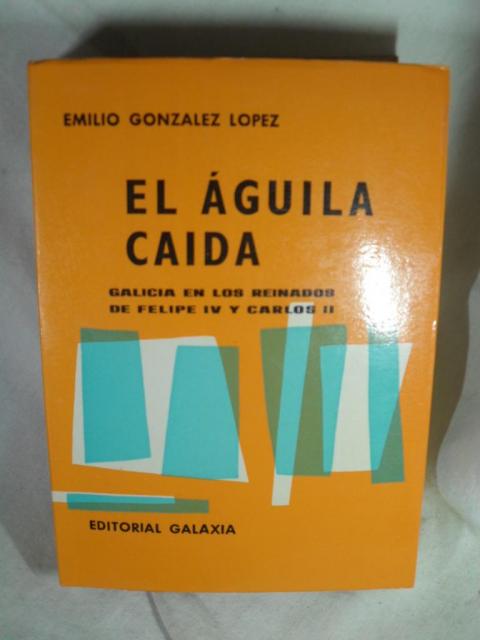 EMILIO GONZALEZ LOPEZ
EL ÁGUILA
CAIDA
GALICIA EN LOS REINADOS
DE FELIPE IV Y CARLOS II
EDITORIAL GALAXIA